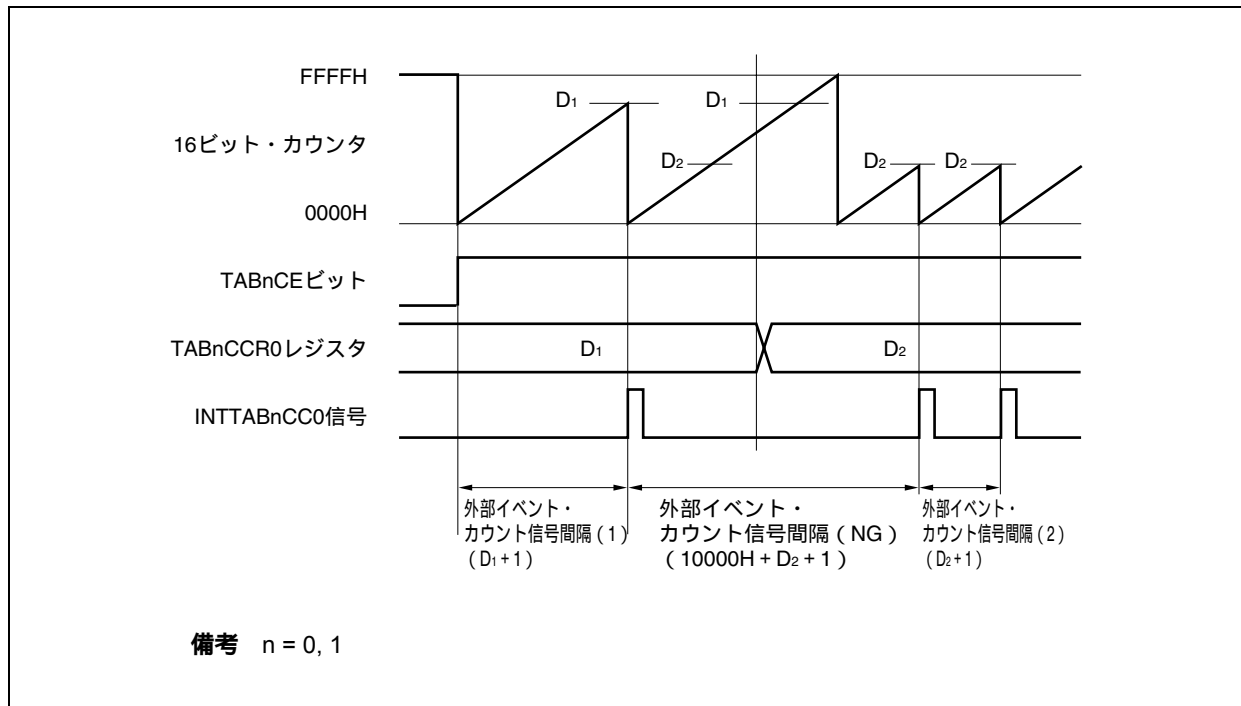 FFFFH
D1
D1
16ビット・カウンタ
D2
D2
D2
0000H
TABnCEビット
TABnCCR0レジスタ
D1
D2
INTTABnCC0信号
外部イベント・
カウント信号間隔(1)
(D1+1)
外部イベント・
カウント信号間隔(NG)
(10000H+D2+1)
外部イベント・
カウント信号間隔(2)
(D2+1)
備考 n = 0, 1